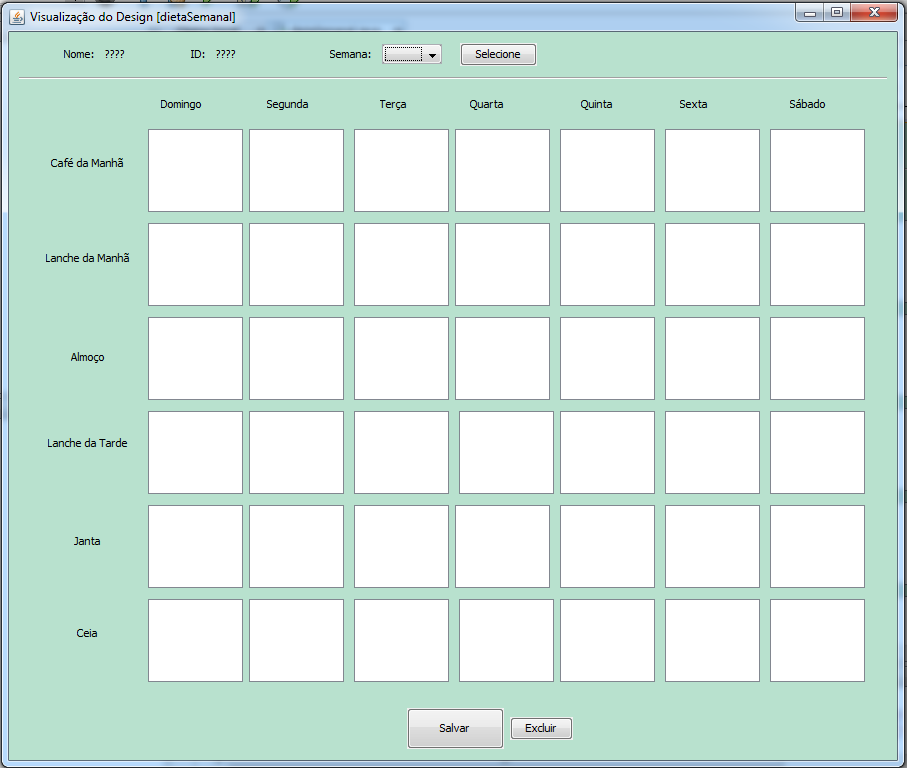 Visualização do Design [dietaSemanal]
Nome: ???? ID: ???? Semana: Selecione
Domingo Segunda Terça Quarta Quinta Sexta Sábado
Café da Manhã
Lanche da Manhã
Almoço
Lanche da Tarde
Janta
Ceia
Salvar Excluir